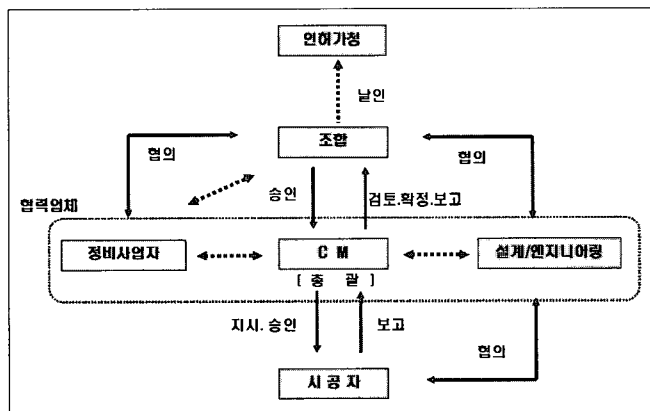 인허가청
날인
조합
협의
협의
승인
검토.확정.보고
협력업체
정비사업자
C M
설계/엔지니어링
[ 총 괄 ]
지시. 승인
보고
협의
시 공 자